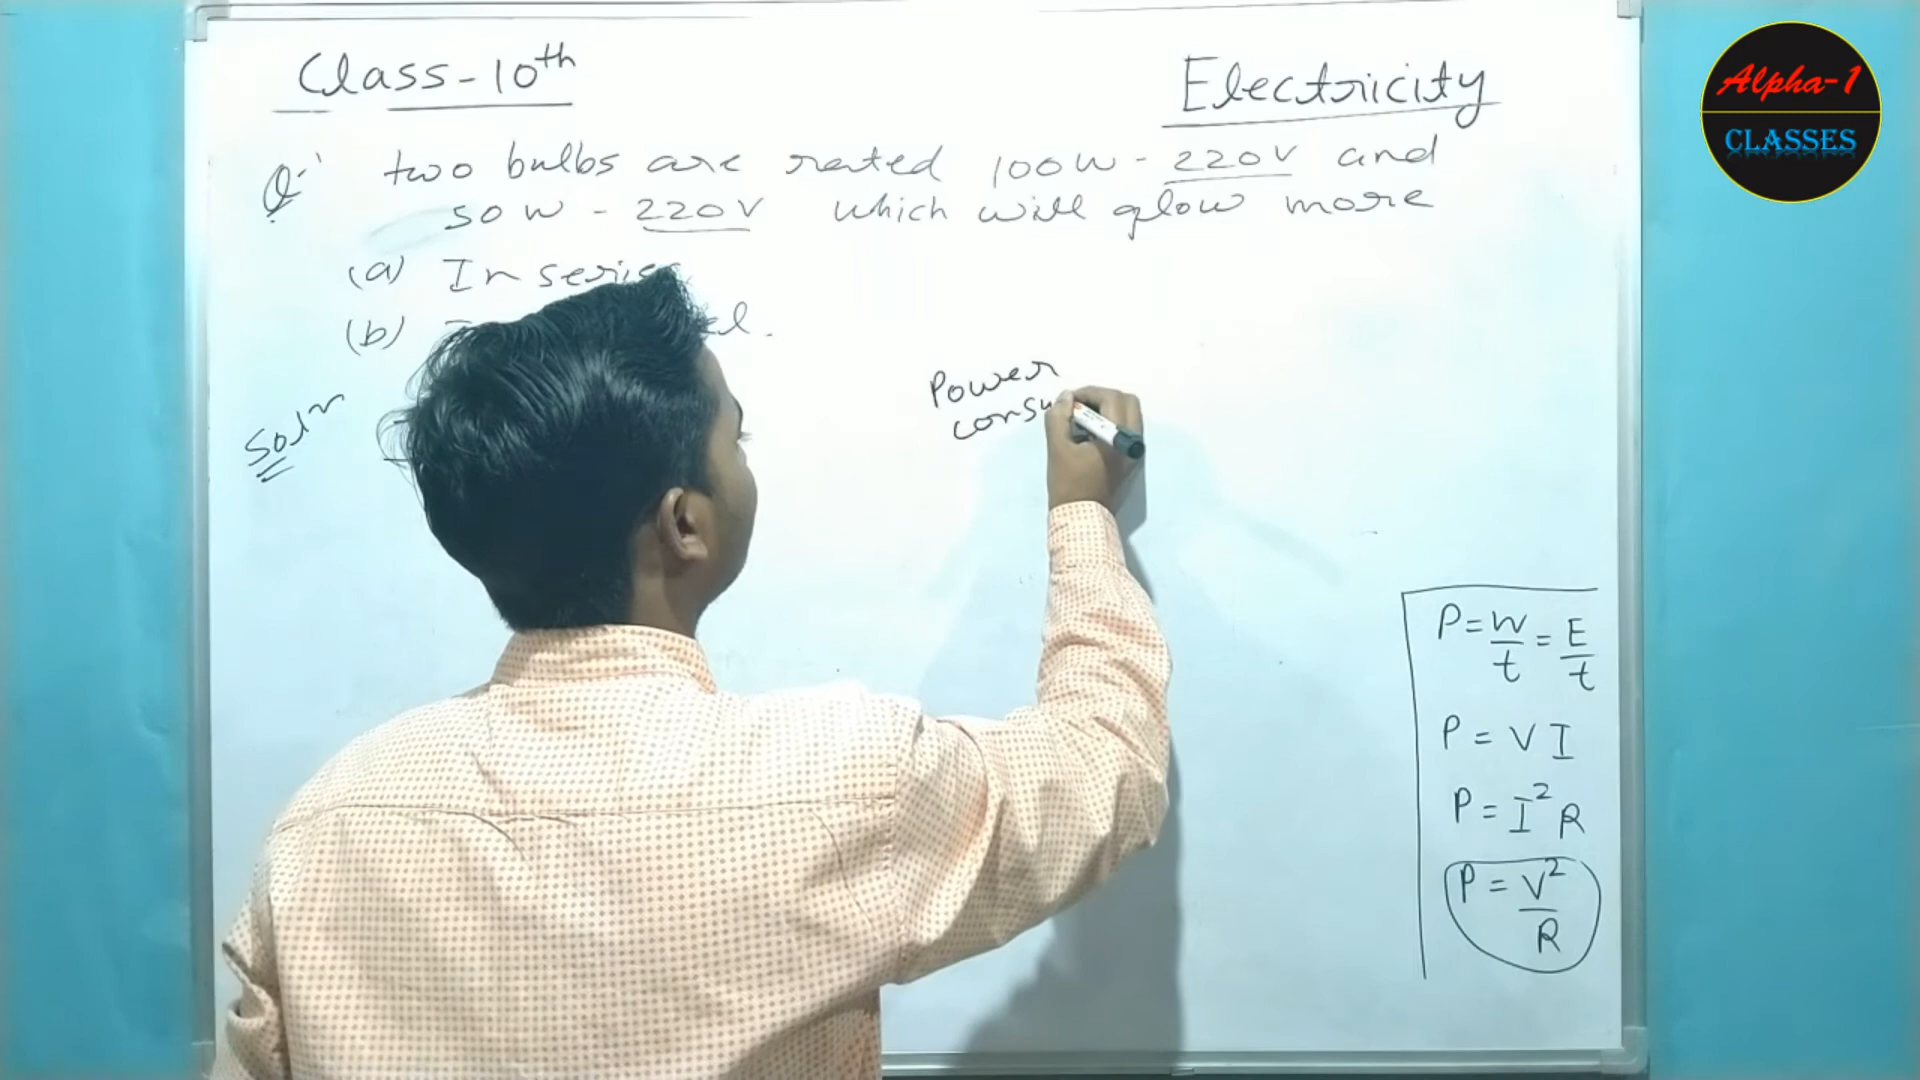 Class-10th
Electricity
Alpha-1
CLASSES
Q. two bulbs are rated 100W - 220V and
50W - 220V which will glow more
(a) In series
(b)
Soln
Power
P = W/t = E/t
P = VI
P = I²R
P = V²/R